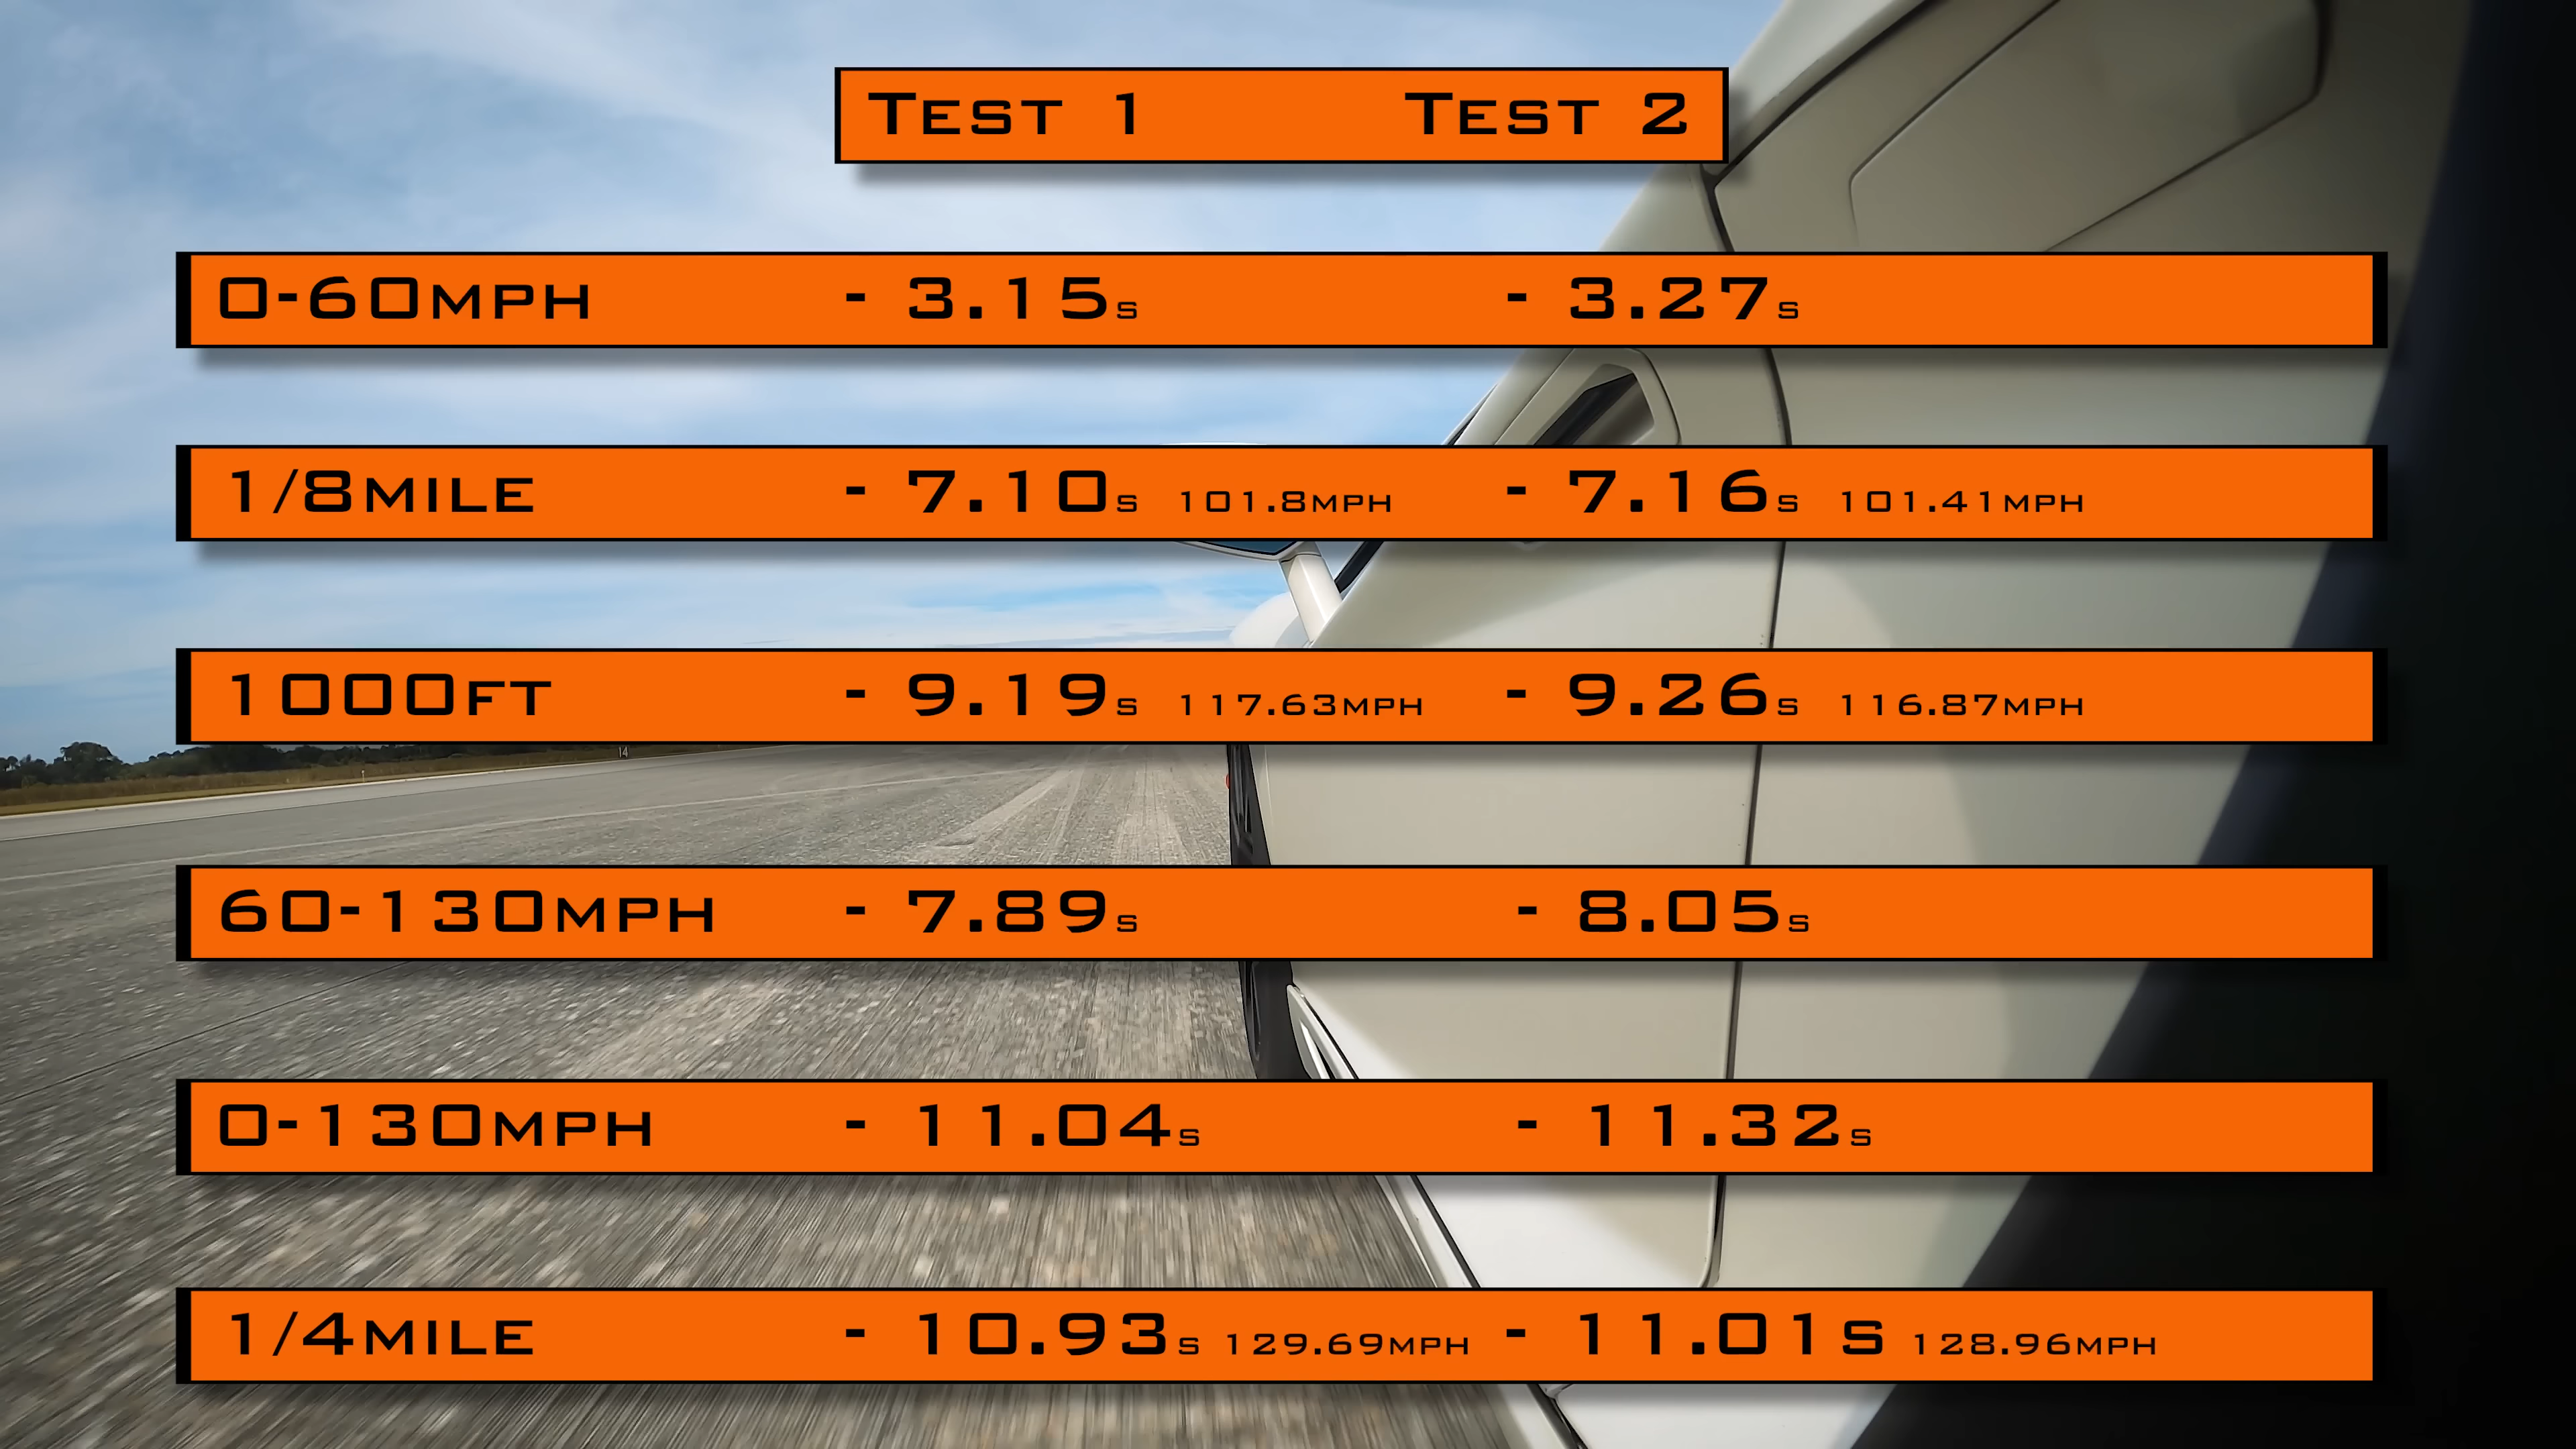 TEST 1 TEST 2
0-60MPH - 3.15s - 3.27s
1/8MILE - 7.10s 101.8MPH - 7.16s 101.41MPH
14
1000FT - 9.19s 117.63MPH - 9.26s 116.87MPH
60-130MPH - 7.89s - 8.05s
0-130MPH - 11.04s - 11.32s
1/4MILE - 10.93s 129.69MPH - 11.01s 128.96MPH